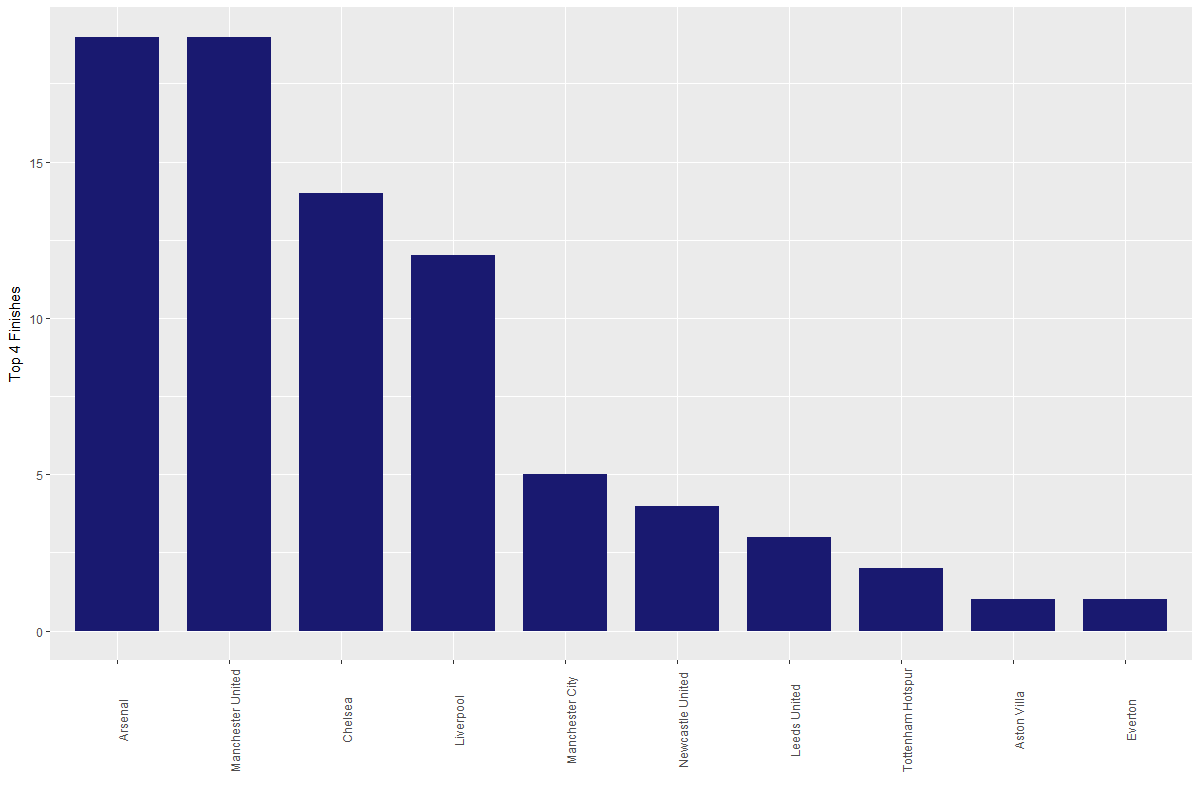 Top 4 Finishes
15
10
5
0
Arsenal
Manchester United
Chelsea
Liverpool
Manchester City
Newcastle United
Leeds United
Tottenham Hotspur
Aston Villa
Everton